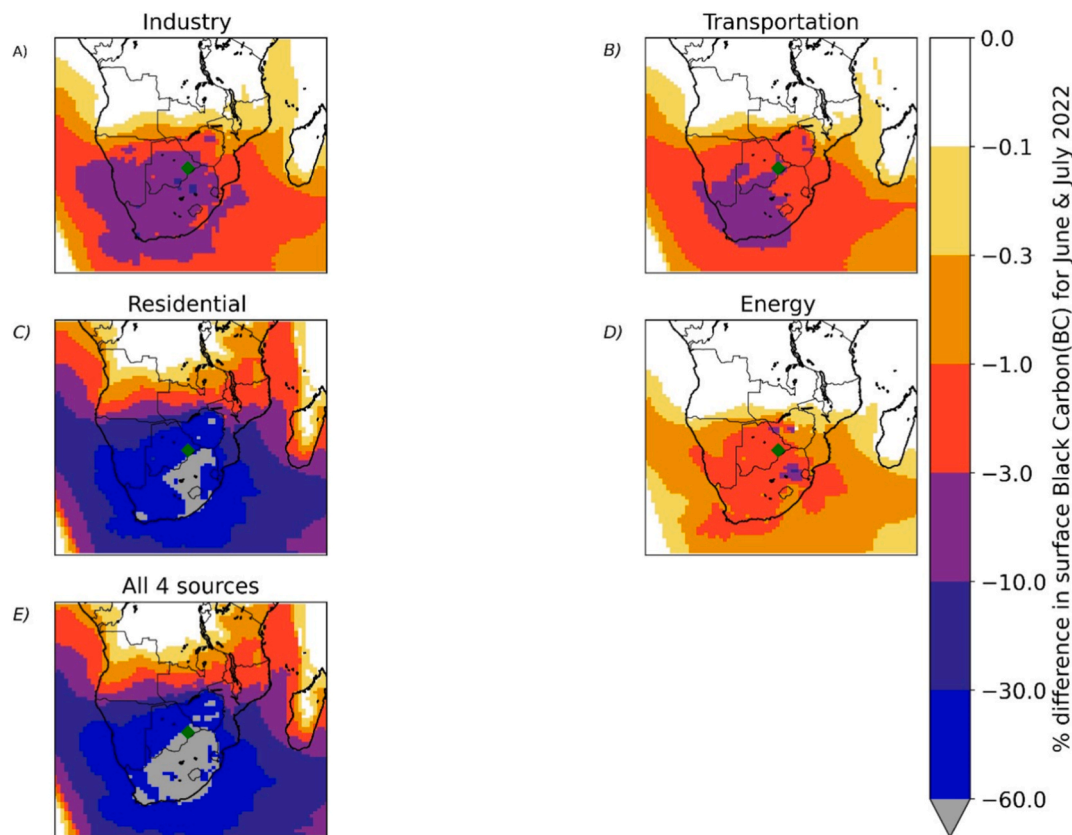 Industry
Transportation
A)
B)
Residential
Energy
C)
D)
All 4 sources
E)
0.0
−0.1
−0.3
−1.0
−3.0
−10.0
−30.0
−60.0
% difference in surface Black Carbon(BC) for June & July 2022